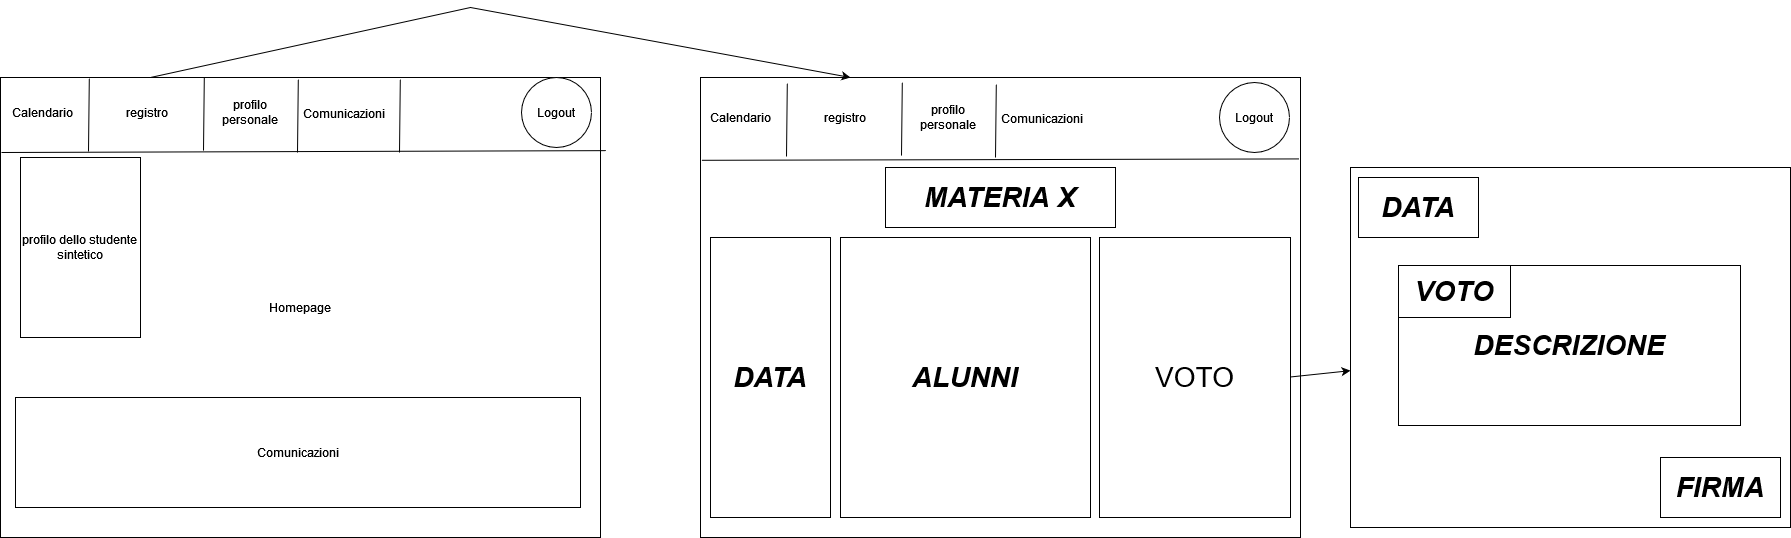 Calendario
registro
profilo
personale
Comunicazioni
Logout
profilo dello studente
sintetico
Homepage
Comunicazioni
Calendario
registro
profilo
personale
Comunicazioni
Logout
MATERIA X
DATA
ALUNNI
VOTO
DATA
VOTO
DESCRIZIONE
FIRMA